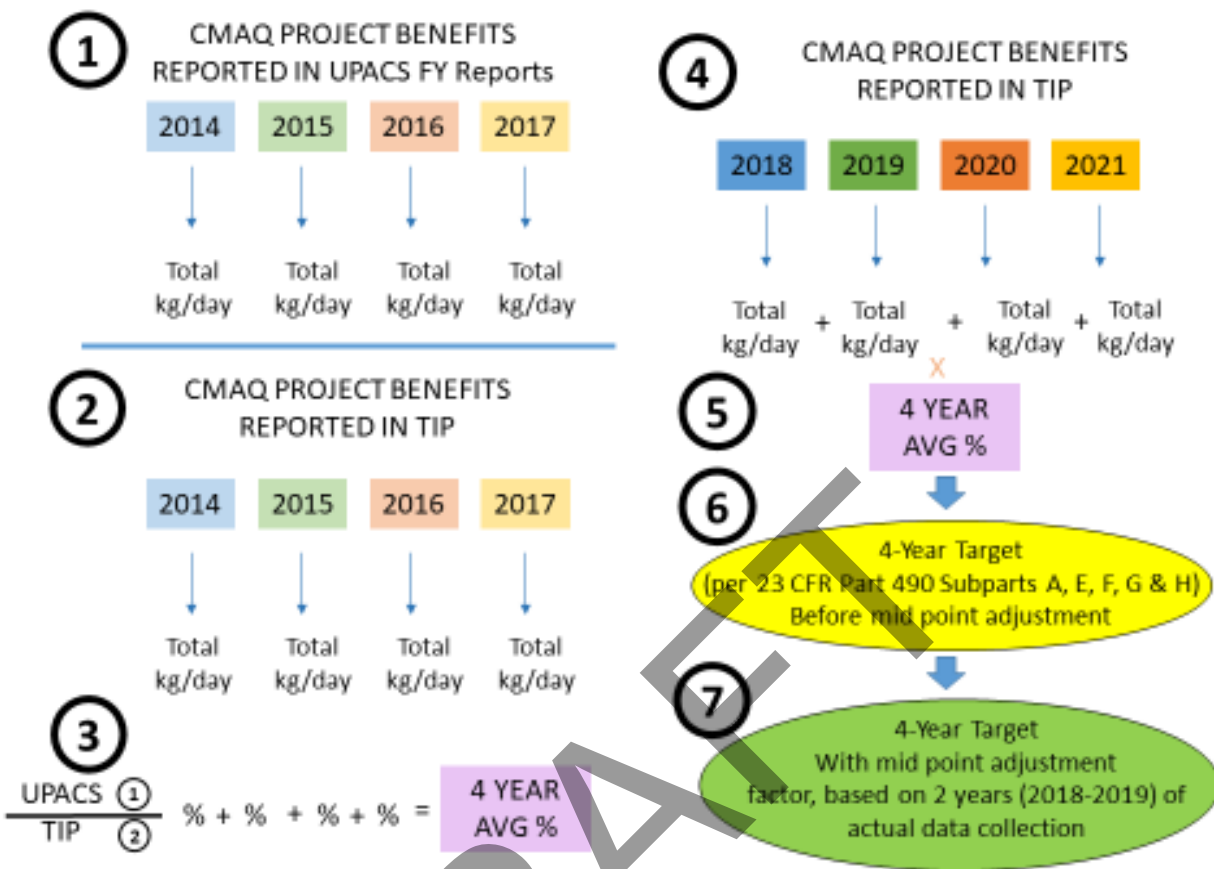 1
CMAQ PROJECT BENEFITS
REPORTED IN UPACS FY Reports
2014 2015 2016 2017
Total Total Total Total
kg/day kg/day kg/day kg/day
2
CMAQ PROJECT BENEFITS
REPORTED IN TIP
2014 2015 2016 2017
Total Total Total Total
kg/day kg/day kg/day kg/day
3
UPACS 1
TIP 2
% + % + % + % =
4 YEAR
AVG %
4
CMAQ PROJECT BENEFITS
REPORTED IN TIP
2018 2019 2020 2021
Total + Total + Total + Total
kg/day kg/day kg/day kg/day
X
5
4 YEAR
AVG %
6
4-Year Target
(per 23 CFR Part 490 Subparts A, E, F, G & H)
Before mid point adjustment
7
4-Year Target
With mid point adjustment
factor, based on 2 years (2018-2019) of
actual data collection